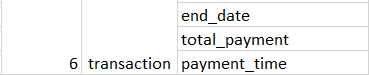 end_date
total_payment
6 transaction payment_time